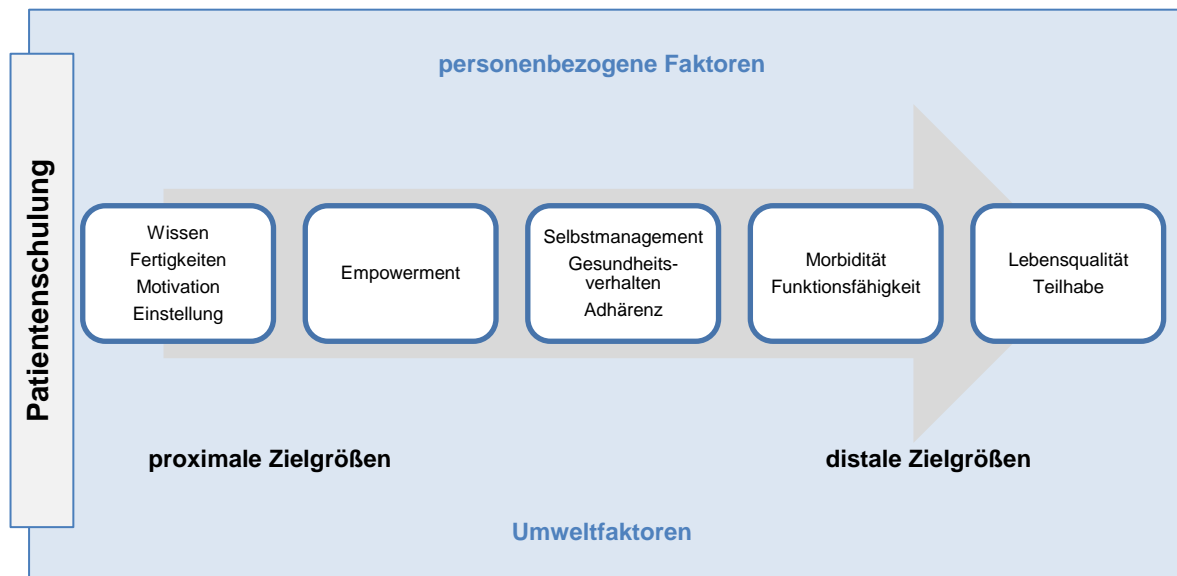 personenbezogene Faktoren
Patientenschulung
Wissen
Fertigkeiten
Motivation
Einstellung
Empowerment
Selbstmanagement
Gesundheits-
verhalten
Adhärenz
Morbidität
Funktionsfähigkeit
Lebensqualität
Teilhabe
proximale Zielgrößen
distale Zielgrößen
Umweltfaktoren